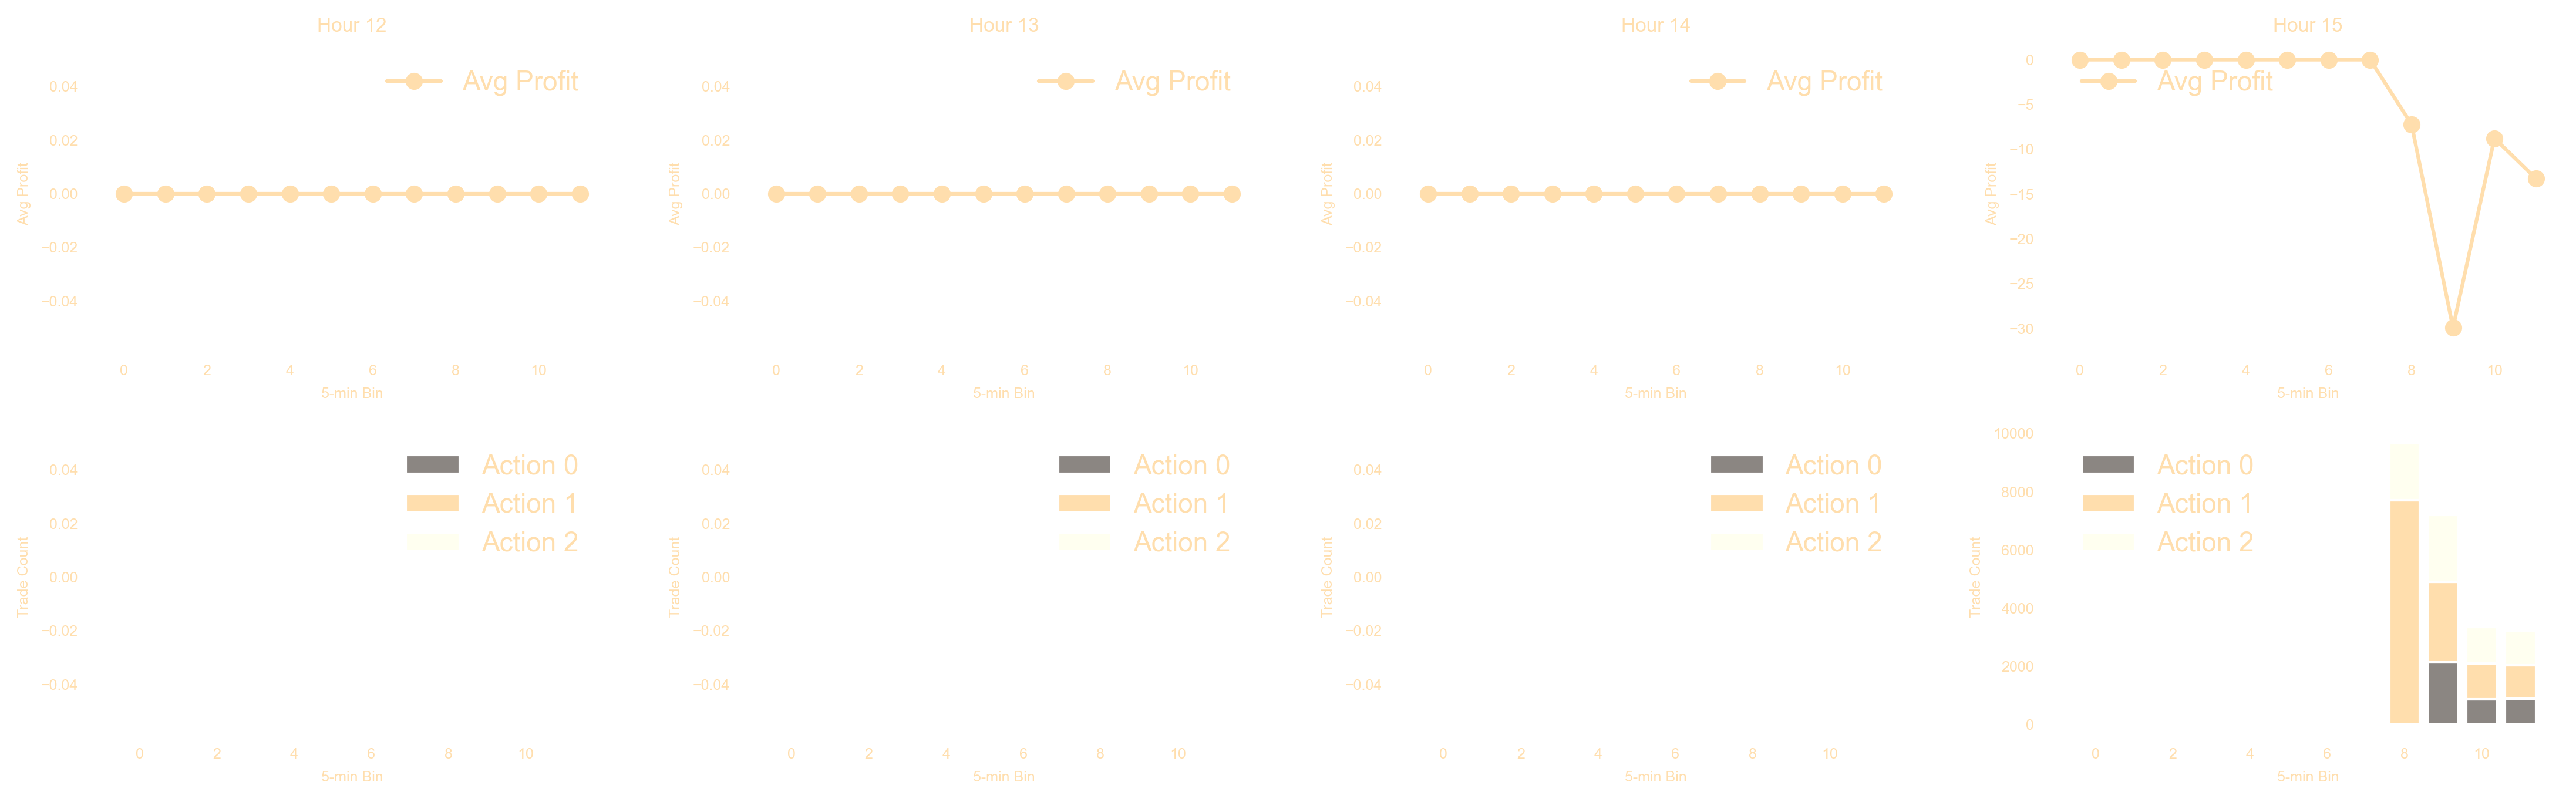 Hour 12
Avg Profit
0.04
0.02
0.00
−0.02
−0.04
Avg Profit
0 2 4 6 8 10
5-min Bin
Hour 13
Avg Profit
0.04
0.02
0.00
−0.02
−0.04
Avg Profit
0 2 4 6 8 10
5-min Bin
Hour 14
Avg Profit
0.04
0.02
0.00
−0.02
−0.04
Avg Profit
0 2 4 6 8 10
5-min Bin
Hour 15
Avg Profit
0
−5
−10
−15
−20
−25
−30
Avg Profit
0 2 4 6 8 10
5-min Bin
Trade Count
0.04
0.02
0.00
−0.02
−0.04
Action 0
Action 1
Action 2
0 2 4 6 8 10
5-min Bin
Trade Count
0.04
0.02
0.00
−0.02
−0.04
Action 0
Action 1
Action 2
0 2 4 6 8 10
5-min Bin
Trade Count
0.04
0.02
0.00
−0.02
−0.04
Action 0
Action 1
Action 2
0 2 4 6 8 10
5-min Bin
Trade Count
10000
8000
6000
4000
2000
0
Action 0
Action 1
Action 2
0 2 4 6 8 10
5-min Bin